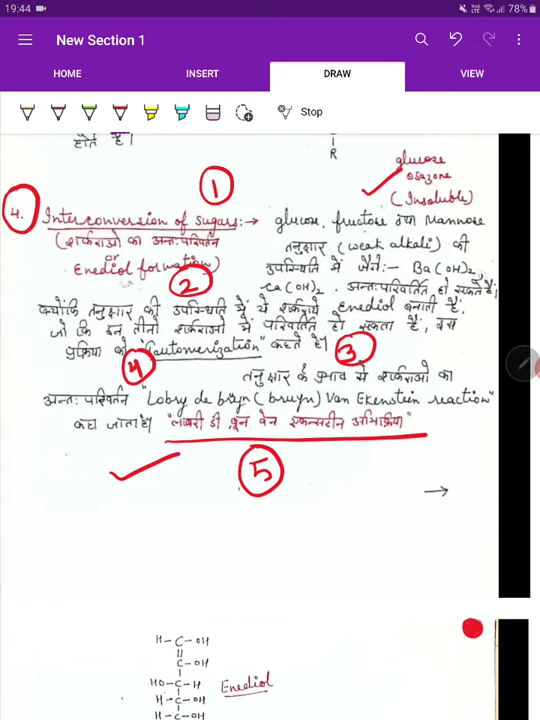 19:44
78%
New Section 1
HOME INSERT DRAW VIEW
Stop
होते है।
R
glucose
osazone
(Insoluble)
①
4. Interconversion of sugars:→ glucose, fructose तथा Mannose
(शर्कराओ का अन्तः परिवर्तन तनुक्षार (weak alkali) की
or
Enediol formation) उपस्थिति में जैसे:- Ba(OH)2,
② Ca(OH)2. अन्तःपरिवर्तित हो सकते हैं।
क्योंकि तनुक्षार की उपस्थिति में ये शर्कराये Enediol बनाती है
जो कि इन तीनो शर्कराओ में परिवर्तित हो सकता है, इस
प्रक्रिया को "Tautomerization" कहते है। ③
④ तनुक्षार के प्रभाव से शर्कराओ का
अन्तः परिवर्तन "Lobry de bryn (bruyn) Van Ekenstein reaction"
कहा जाता है। "लाबरी डी ब्रून वेन इकन्सटीन अभिक्रिया"
⑤
→
H-C-OH
||
C-OH
HO-C-H Enediol
H-C-OH
H-C-OH